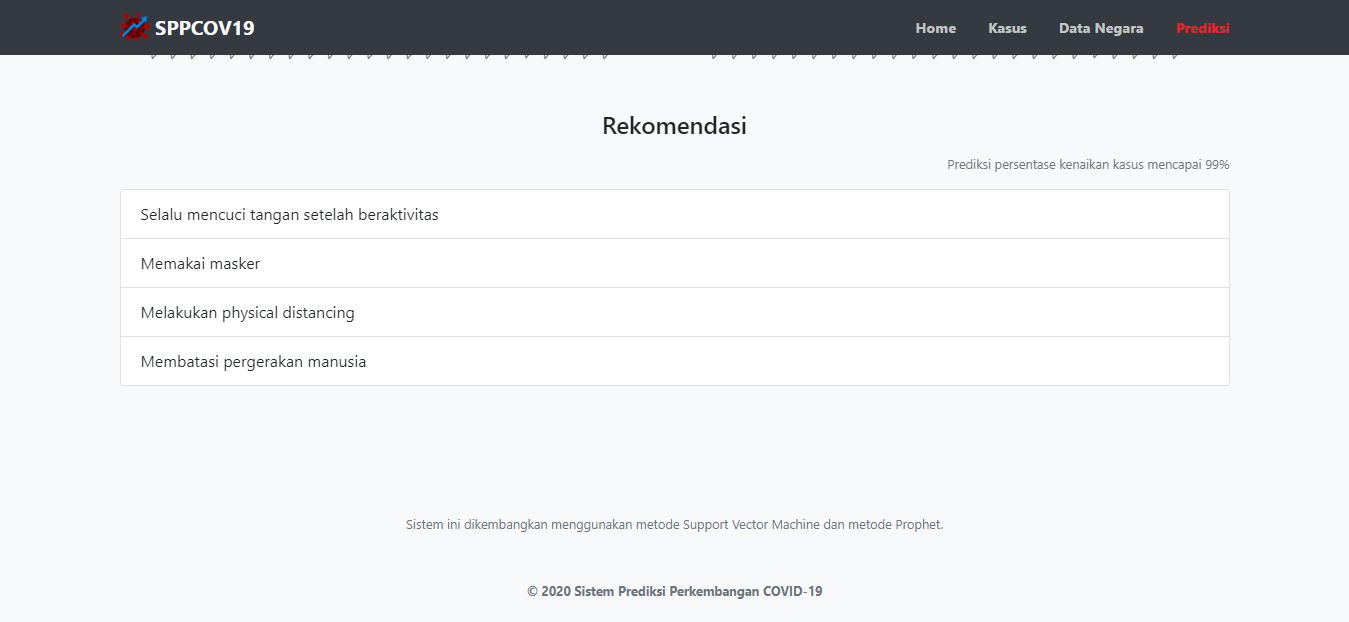 SPPCOV19
Home Kasus Data Negara Prediksi
Rekomendasi
Prediksi persentase kenaikan kasus mencapai 99%
Selalu mencuci tangan setelah beraktivitas
Memakai masker
Melakukan physical distancing
Membatasi pergerakan manusia
Sistem ini dikembangkan menggunakan metode Support Vector Machine dan metode Prophet.
© 2020 Sistem Prediksi Perkembangan COVID-19